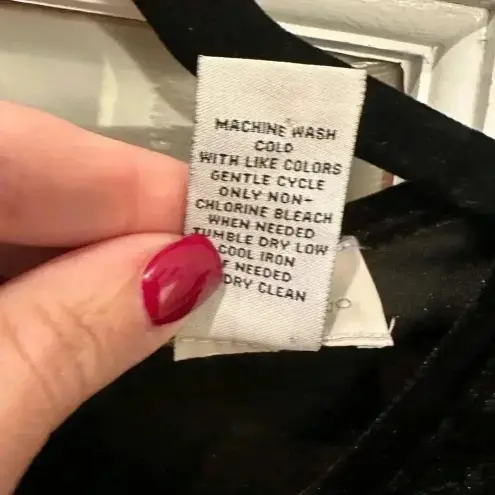 MACHINE WASH
COLD
WITH LIKE COLORS
GENTLE CYCLE
ONLY NON-
CHLORINE BLEACH
WHEN NEEDED
TUMBLE DRY LOW
COOL IRON
F NEEDED
DRY CLEAN